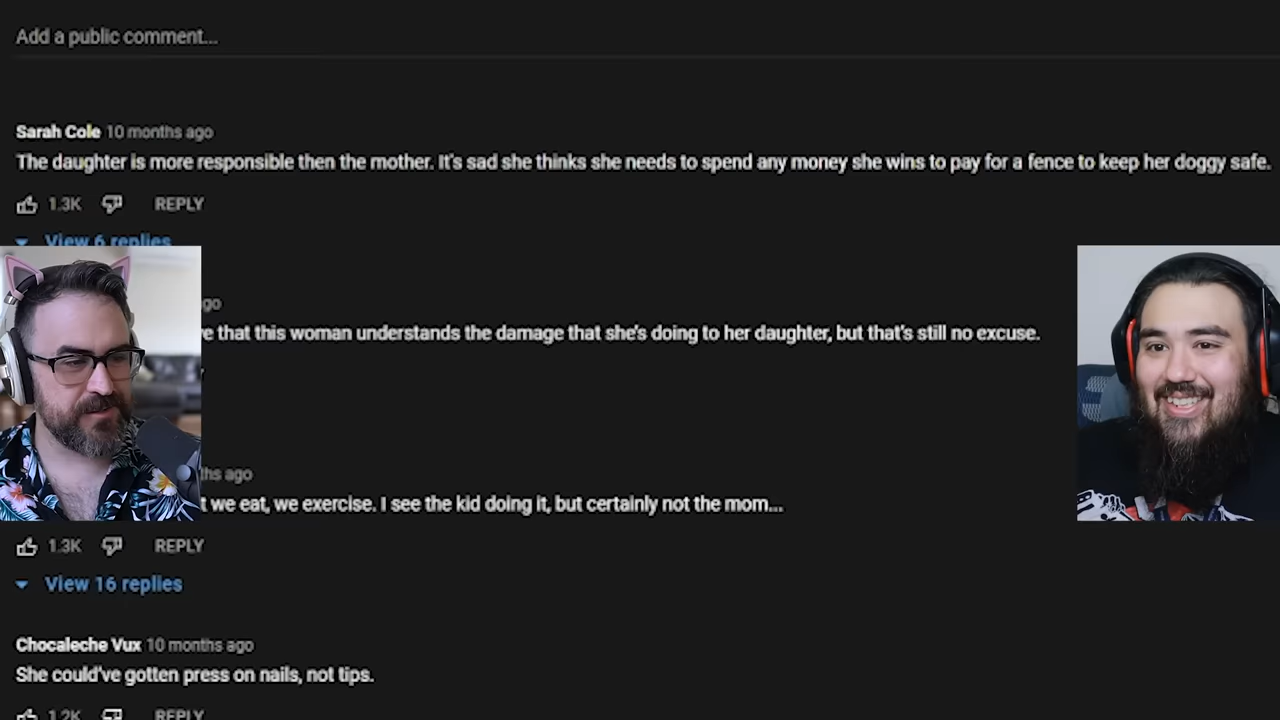 Add a public comment...
Sarah Cole 10 months ago
The daughter is more responsible then the mother. It's sad she thinks she needs to spend any money she wins to pay for a fence to keep her doggy safe.
1.3K REPLY
View 6 replies
ago
that this woman understands the damage that she's doing to her daughter, but that's still no excuse.
ago
we eat, we exercise. I see the kid doing it, but certainly not the mom...
1.3K REPLY
View 16 replies
Chocaleche Vux 10 months ago
She could've gotten press on nails, not tips.
1.2K REPLY